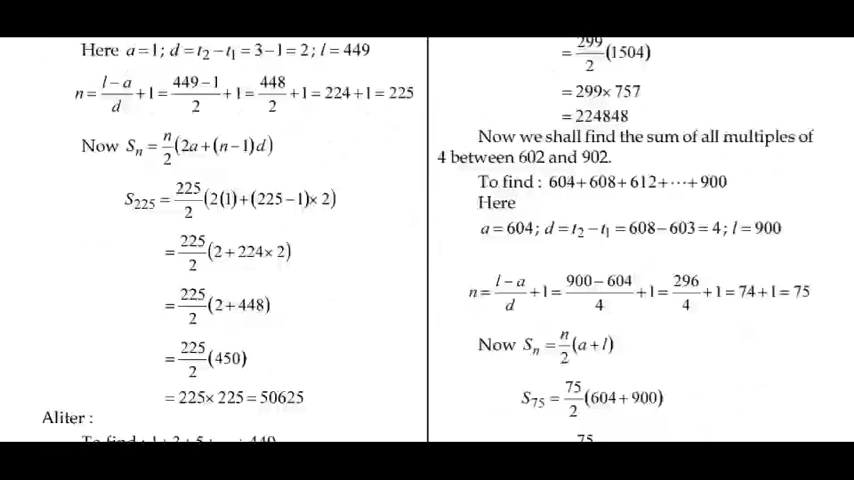 Here a = 1; d = t₂ − t₁ = 3 − 1 = 2; l = 449
n = (l − a)/d + 1 = (449 − 1)/2 + 1 = 448/2 + 1 = 224 + 1 = 225
Now Sₙ = n/2 (2a + (n − 1)d)
S₂₂₅ = 225/2 (2(1) + (225 − 1) × 2)
= 225/2 (2 + 224 × 2)
= 225/2 (2 + 448)
= 225/2 (450)
= 225 × 225 = 50625
Aliter :
= 299/2 (1504)
= 299 × 757
= 224848
Now we shall find the sum of all multiples of
4 between 602 and 902.
To find : 604 + 608 + 612 + ⋯ + 900
Here
a = 604; d = t₂ − t₁ = 608 − 603 = 4; l = 900
n = (l − a)/d + 1 = (900 − 604)/4 + 1 = 296/4 + 1 = 74 + 1 = 75
Now Sₙ = n/2 (a + l)
S₇₅ = 75/2 (604 + 900)
75